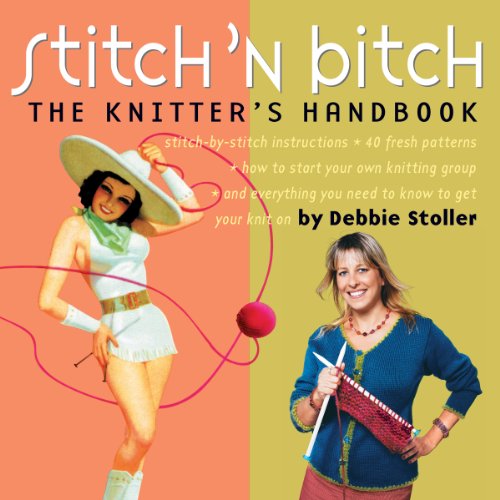 stitch 'n bitch
THE KNITTER'S HANDBOOK
stitch-by-stitch instructions * 40 fresh patterns
* how to start your own knitting group
* and everything you need to know to get
your knit on by Debbie Stoller